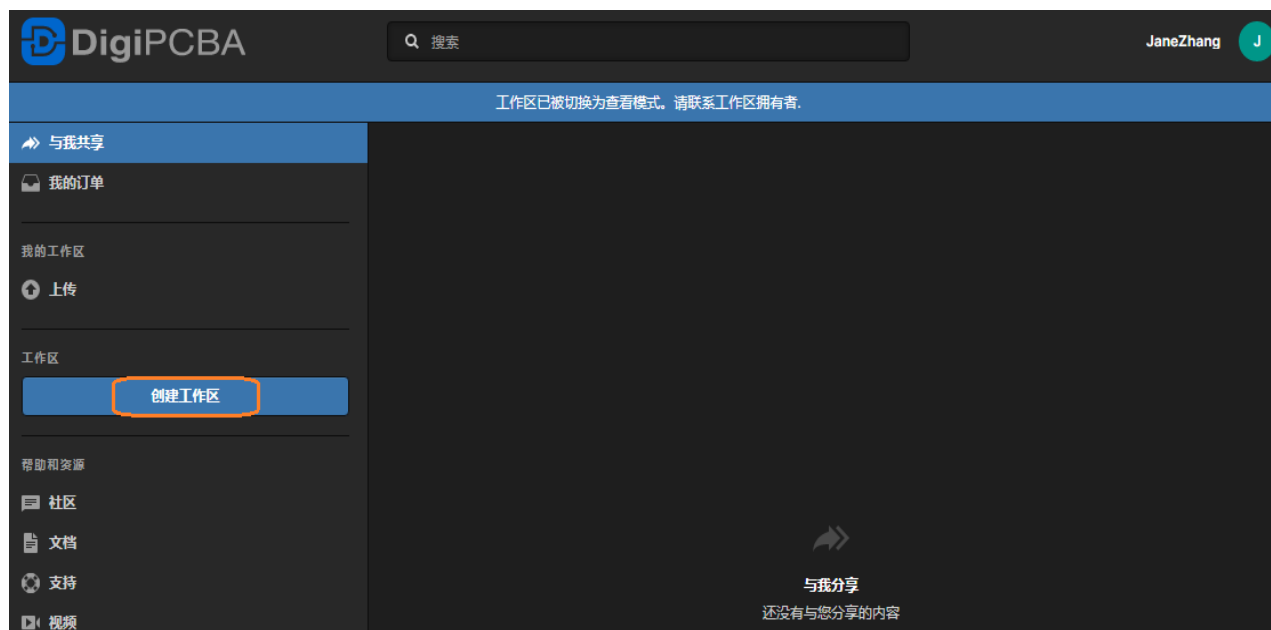 DigiPCBA
搜索
JaneZhang
J
工作区已被切换为查看模式。请联系工作区拥有者.
与我共享
我的订单
我的工作区
上传
工作区
创建工作区
帮助和资源
社区
文档
支持
视频
与我分享
还没有与您分享的内容